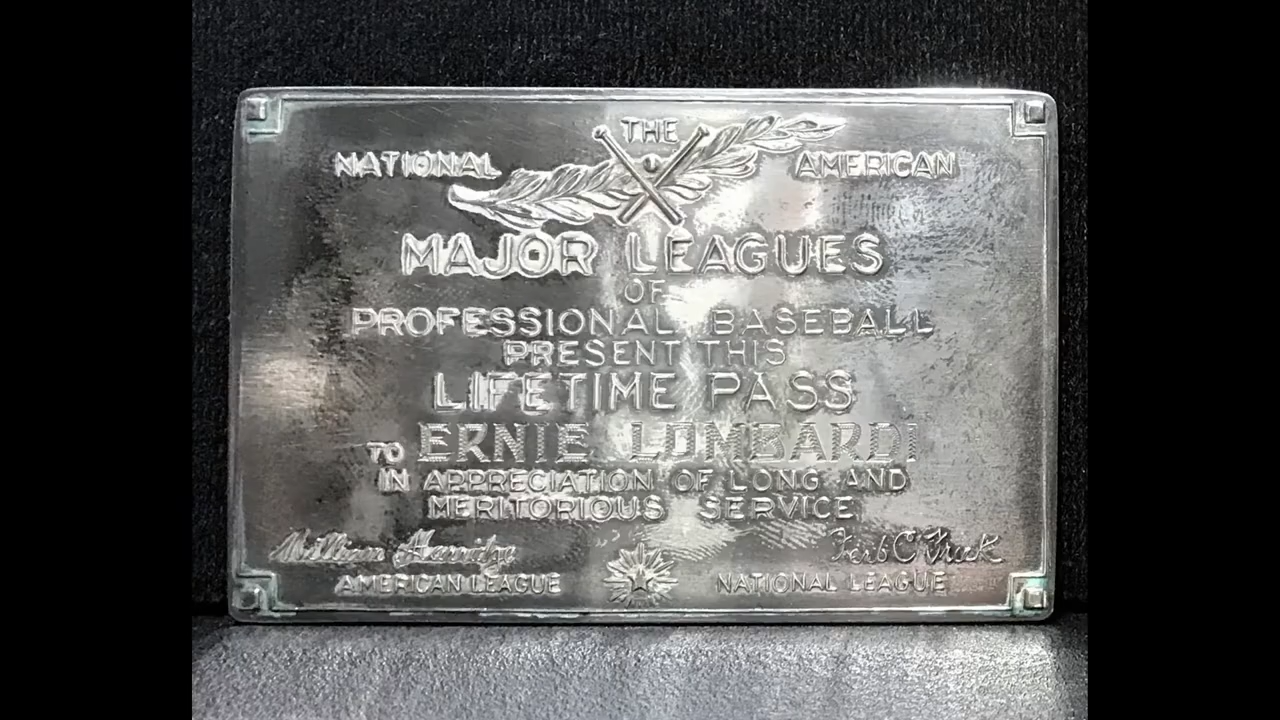 THE
NATIONAL AMERICAN
MAJOR LEAGUES
OF
PROFESSIONAL BASEBALL
PRESENT THIS
LIFETIME PASS
TO ERNIE LOMBARDI
IN APPRECIATION OF LONG AND
MERITORIOUS SERVICE
William Harridge Ford C Frick
AMERICAN LEAGUE NATIONAL LEAGUE